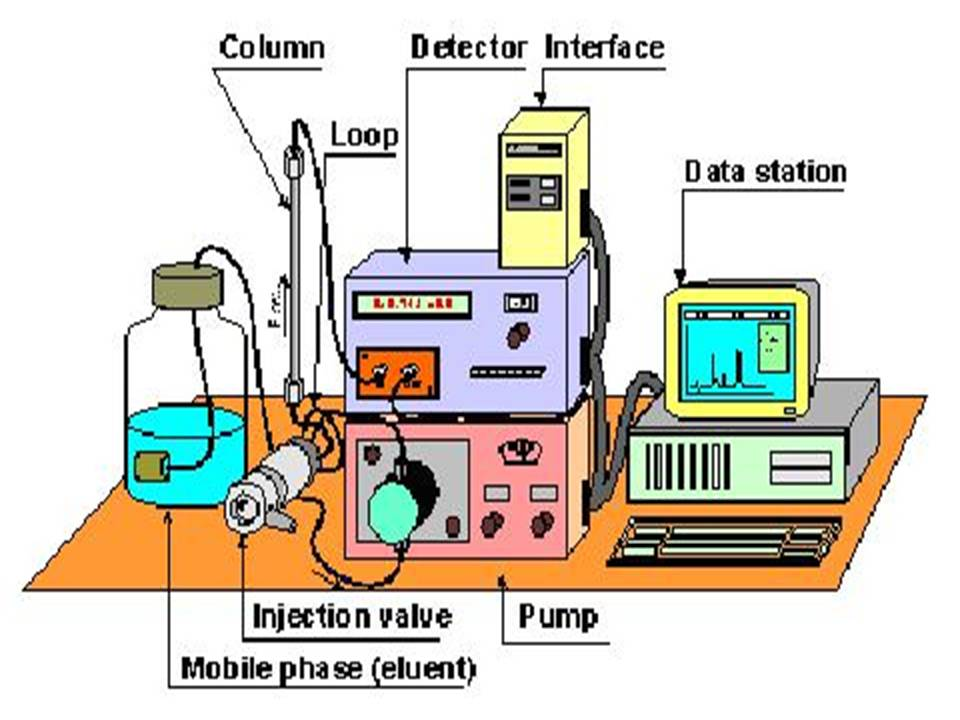 Column
Detector
Interface
Loop
Data station
Injection valve
Pump
Mobile phase (eluent)